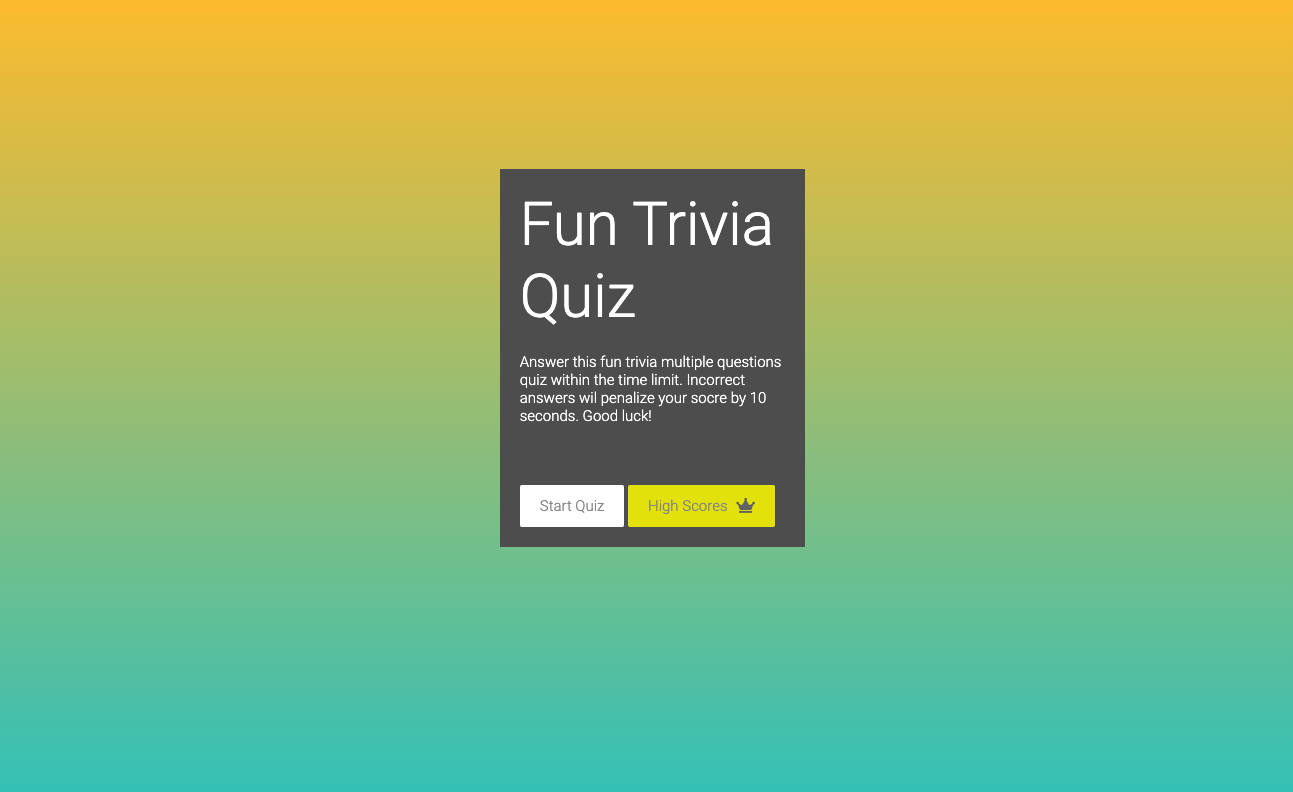 Fun Trivia
Quiz
Answer this fun trivia multiple questions
quiz within the time limit. Incorrect
answers wil penalize your socre by 10
seconds. Good luck!
Start Quiz
High Scores